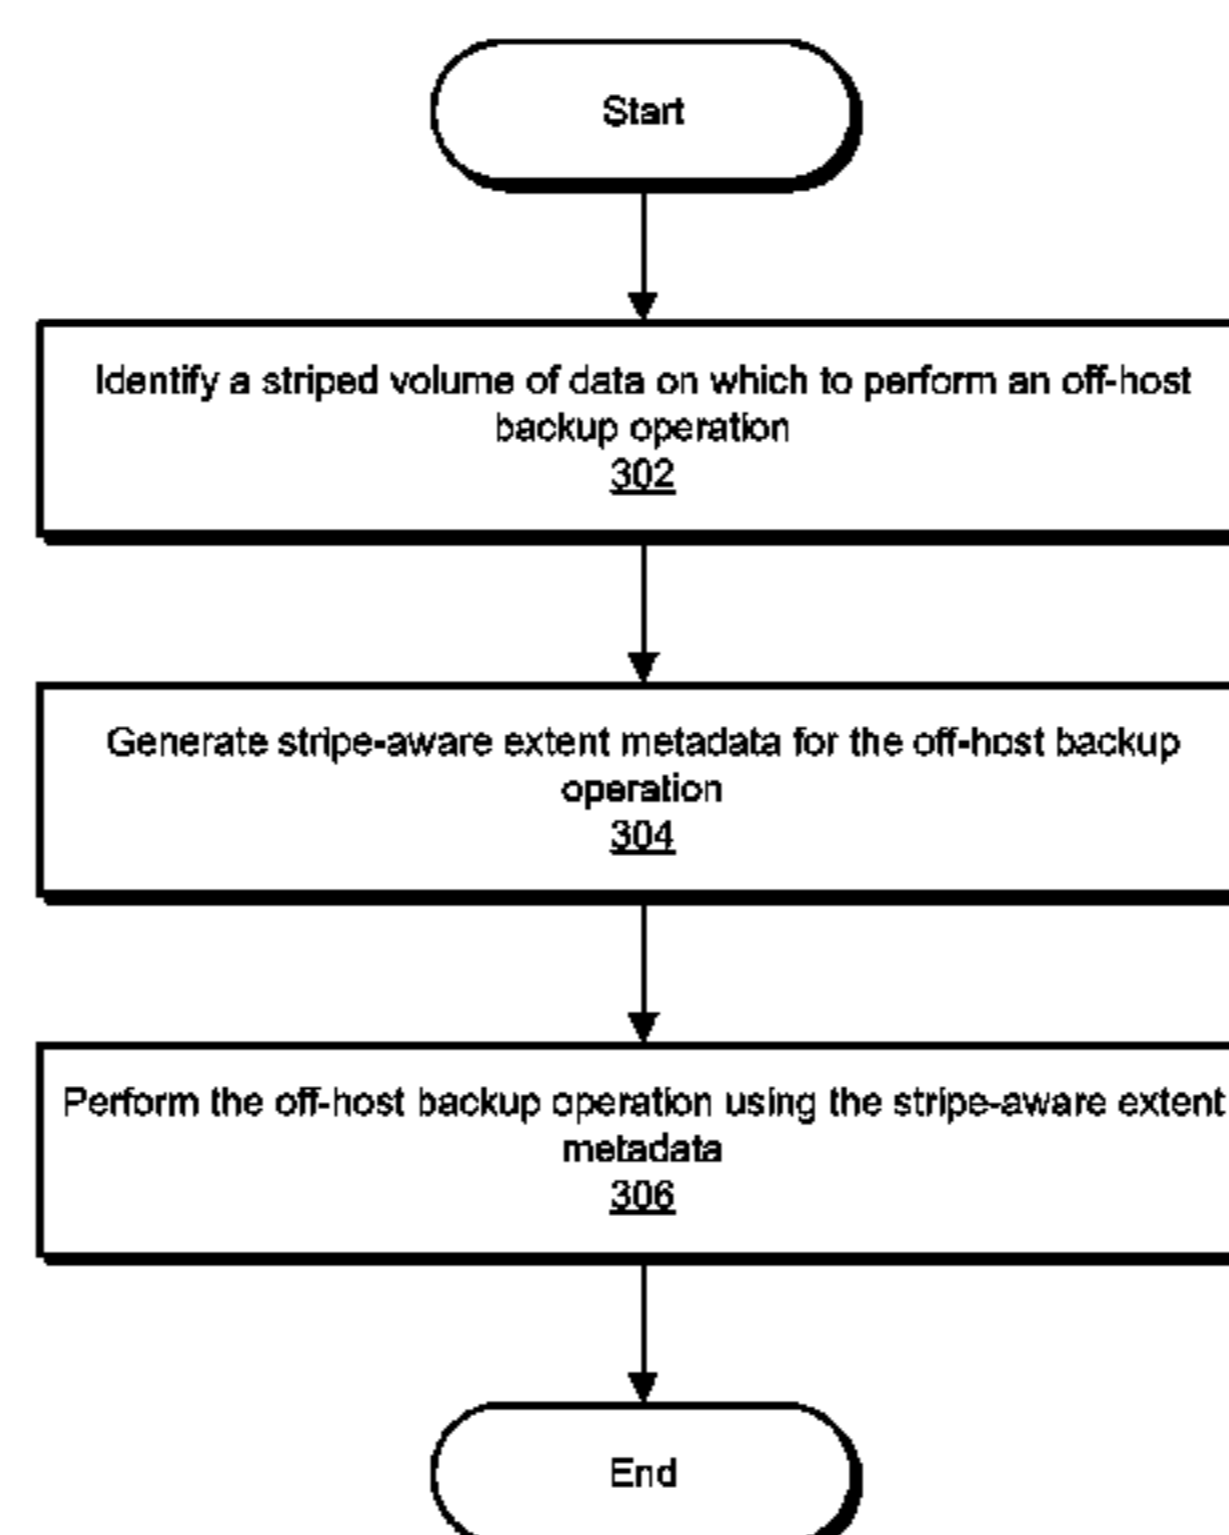 Start
Identify a striped volume of data on which to perform an off-host
backup operation
302
Generate stripe-aware extent metadata for the off-host backup
operation
304
Perform the off-host backup operation using the stripe-aware extent
metadata
306
End